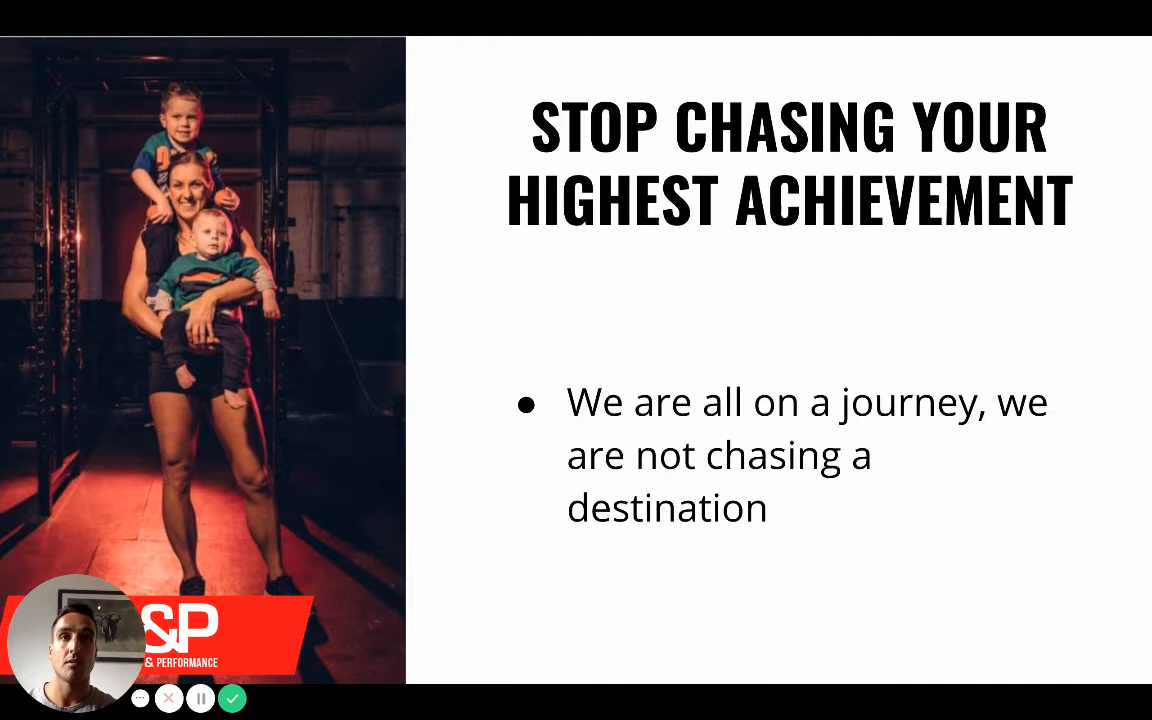 STOP CHASING YOUR
HIGHEST ACHIEVEMENT
● We are all on a journey, we
are not chasing a
destination
&P
& PERFORMANCE